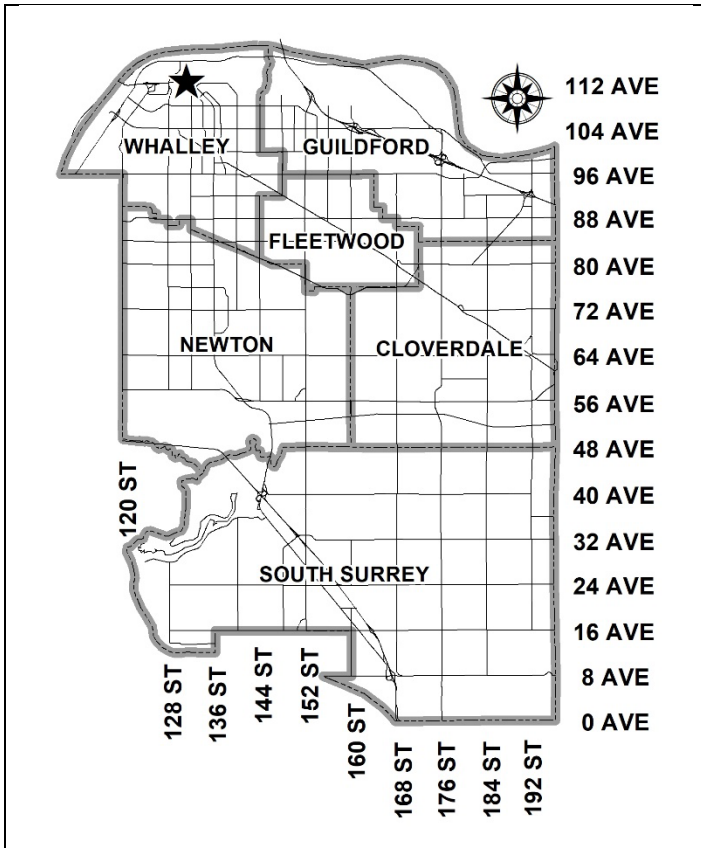 112 AVE
104 AVE
WHALLEY
GUILDFORD
96 AVE
88 AVE
FLEETWOOD
80 AVE
72 AVE
NEWTON
CLOVERDALE
64 AVE
56 AVE
48 AVE
120 ST
40 AVE
32 AVE
SOUTH SURREY
24 AVE
16 AVE
8 AVE
128 ST
136 ST
144 ST
152 ST
160 ST
0 AVE
168 ST
176 ST
184 ST
192 ST